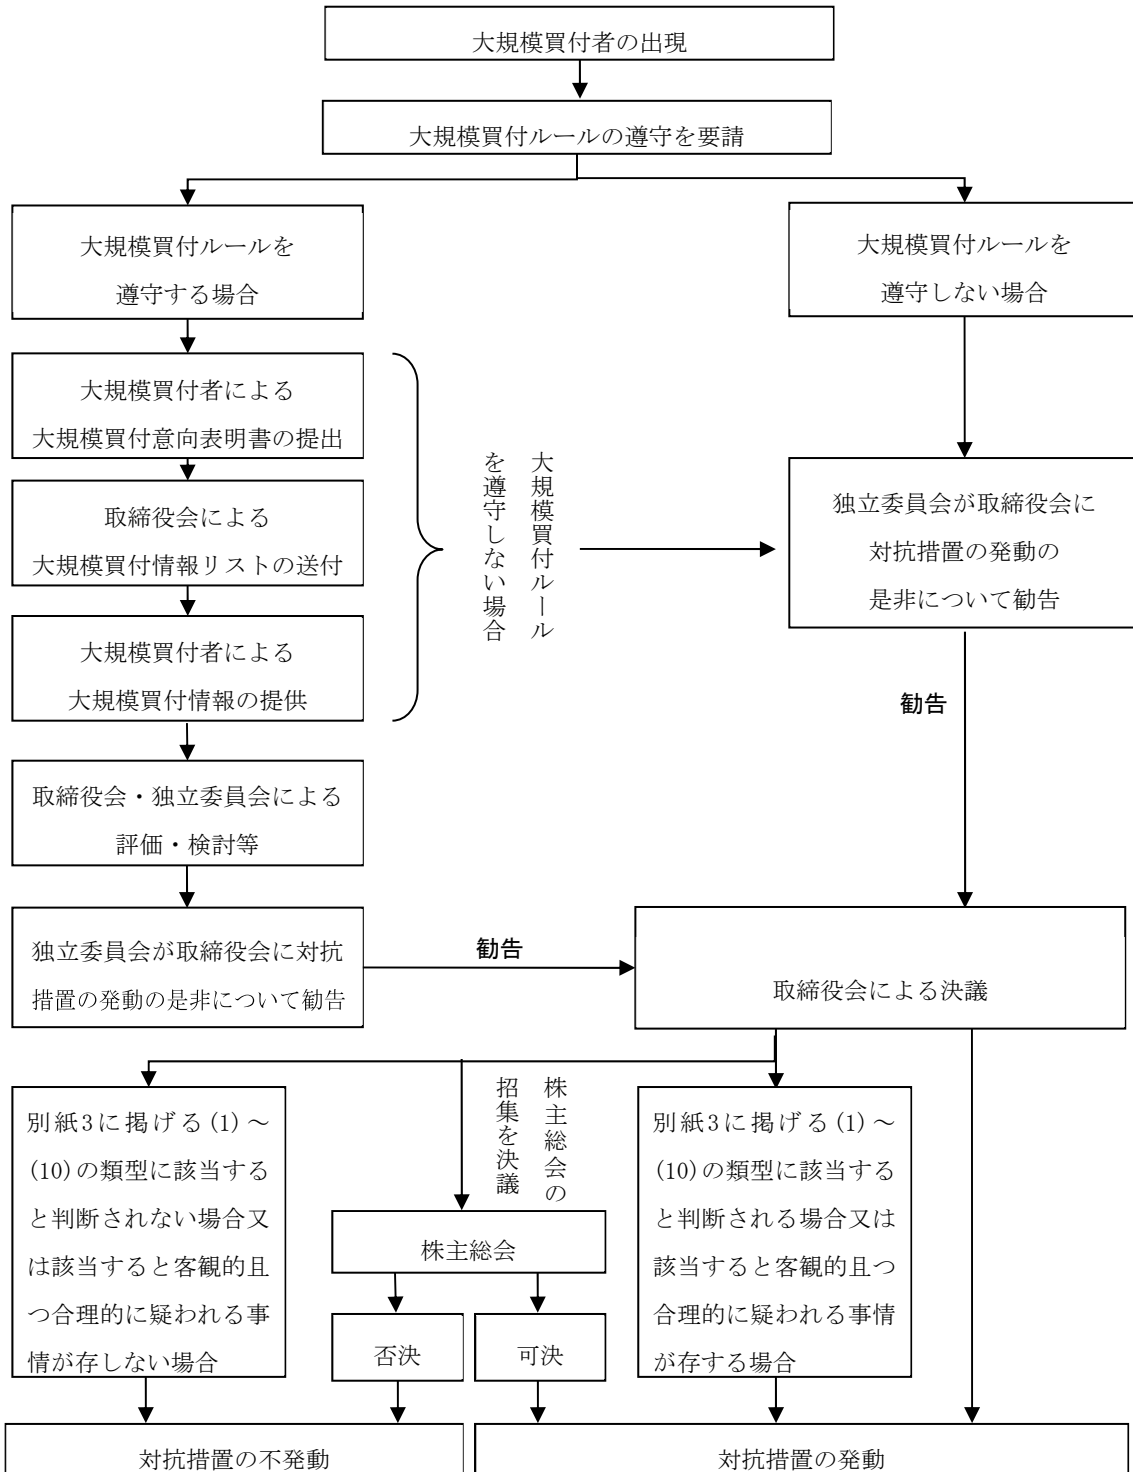 大規模買付者の出現
大規模買付ルールの遵守を要請
大規模買付ルールを
遵守する場合
大規模買付ルールを
遵守しない場合
大規模買付者による
大規模買付意向表明書の提出
取締役会による
大規模買付情報リストの送付
大規模買付者による
大規模買付情報の提供
大規模買付ルール
を遵守しない場合
独立委員会が取締役会に
対抗措置の発動の
是非について勧告
勧告
取締役会・独立委員会による
評価・検討等
独立委員会が取締役会に対抗
措置の発動の是非について勧告
勧告
取締役会による決議
別紙3に掲げる(1)～
(10)の類型に該当する
と判断されない場合又
は該当すると客観的且
つ合理的に疑われる事
情が存しない場合
株主総会の
招集を決議
株主総会
否決
可決
別紙3に掲げる(1)～
(10)の類型に該当する
と判断される場合又は
該当すると客観的且つ
合理的に疑われる事情
が存する場合
対抗措置の不発動
対抗措置の発動